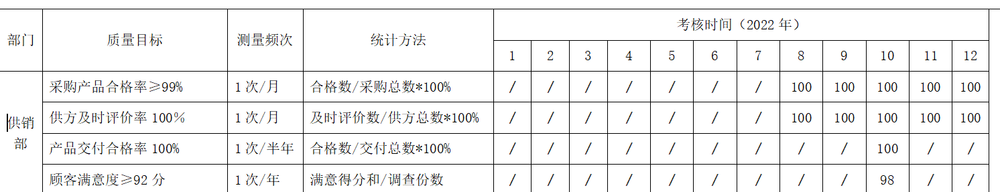 部门 质量目标 测量频次 统计方法 考核时间（2022 年）
1 2 3 4 5 6 7 8 9 10 11 12
供销部 采购产品合格率≥99% 1 次/月 合格数/采购总数*100% / / / / / / / 100 100 100 100 100
供方及时评价率 100% 1 次/月 及时评价数/供方总数*100% / / / / / / / 100 100 100 100 100
产品交付合格率 100% 1 次/半年 合格数/交付总数*100% / / / / / / / / / 100 / /
顾客满意度≥92 分 1 次/年 满意得分和/调查份数 / / / / / / / / / 98 / /